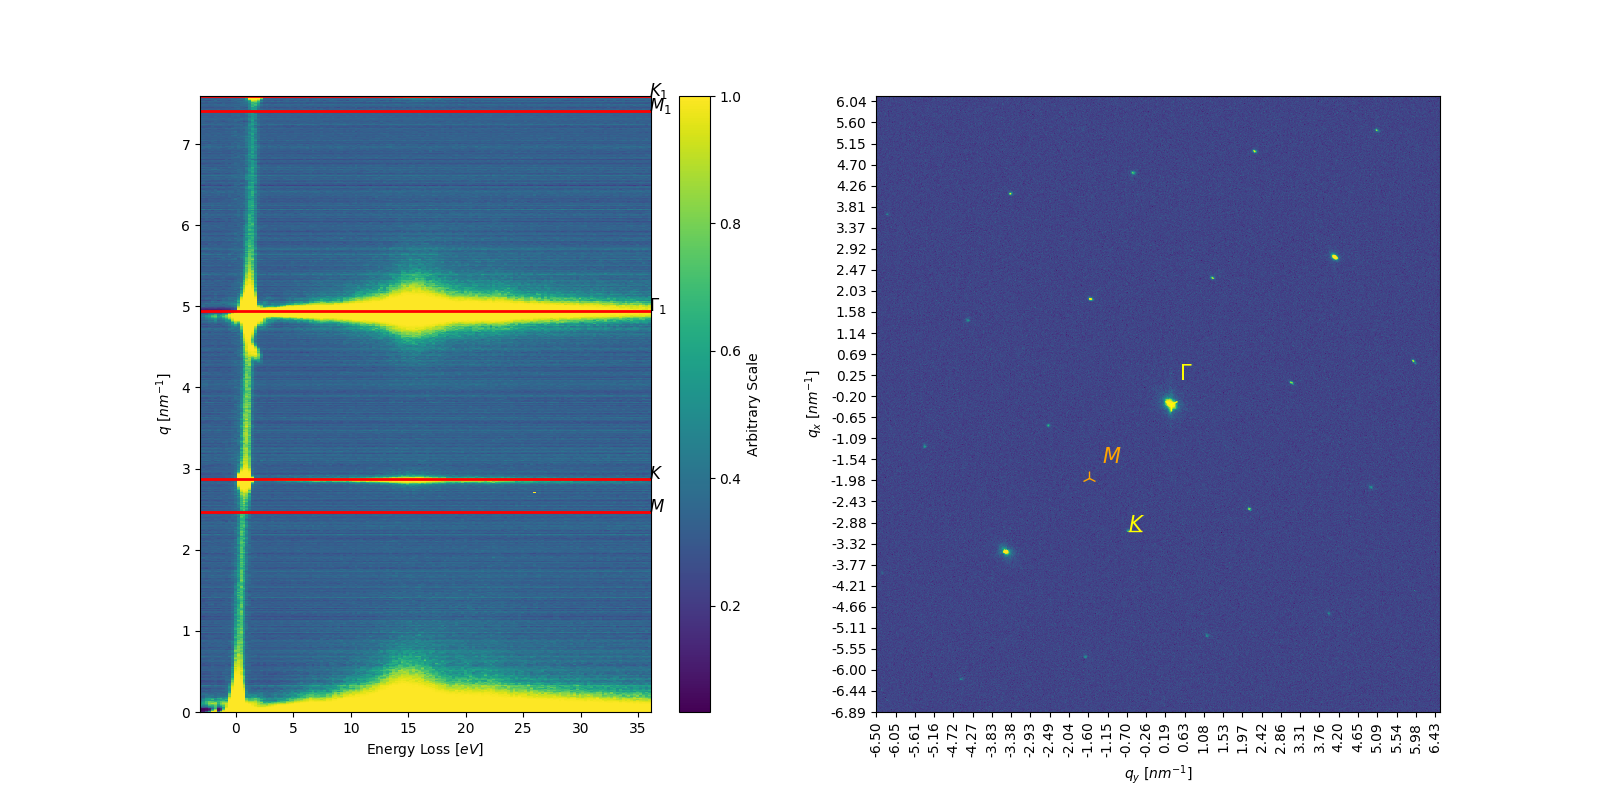 K₁
M₁
Γ₁
K
M
7
6
5
4
3
2
1
0
q [nm⁻¹]
0 5 10 15 20 25 30 35
Energy Loss [eV]
1.0
0.8
0.6
0.4
0.2
Arbitrary Scale
6.04
5.60
5.15
4.70
4.26
3.81
3.37
2.92
2.47
2.03
1.58
1.14
0.69
0.25
-0.20
-0.65
-1.09
-1.54
-1.98
-2.43
-2.88
-3.32
-3.77
-4.21
-4.66
-5.11
-5.55
-6.00
-6.44
-6.89
qₓ [nm⁻¹]
Γ
M
K
-6.50 -6.05 -5.61 -5.16 -4.72 -4.27 -3.83 -3.38 -2.93 -2.49 -2.04 -1.60 -1.15 -0.70 -0.26 0.19 0.63 1.08 1.53 1.97 2.42 2.86 3.31 3.76 4.20 4.65 5.09 5.54 5.98 6.43
q_y [nm⁻¹]